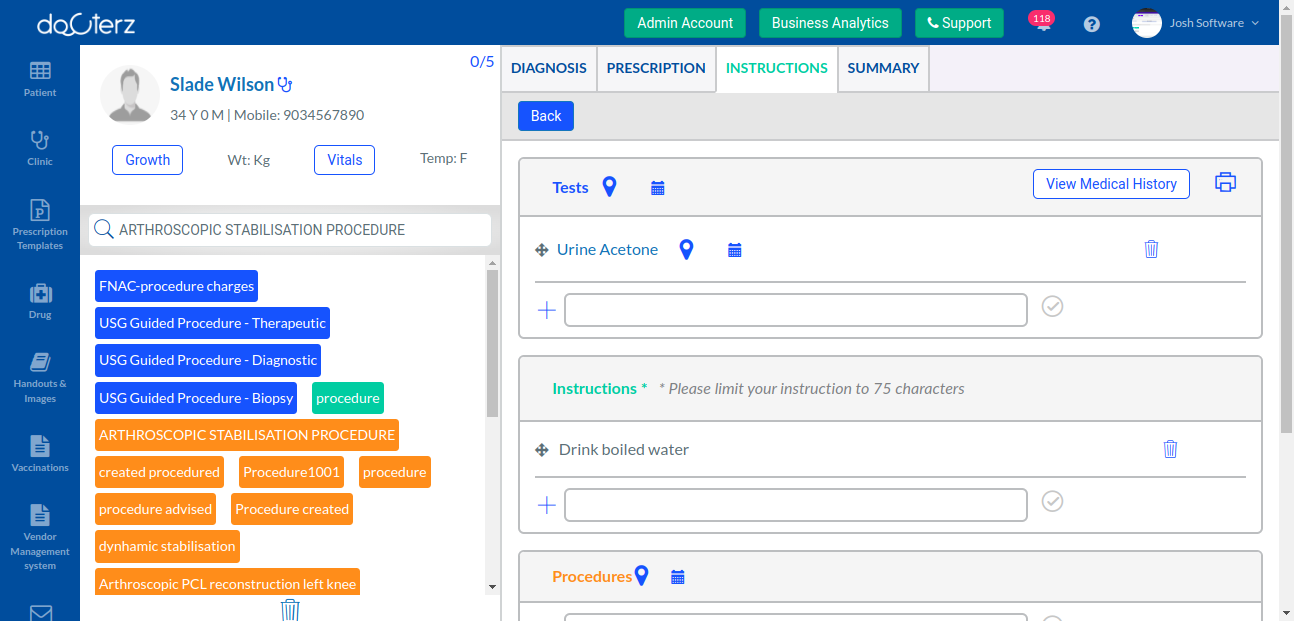 daOcterz
Admin Account
Business Analytics
Support
118
?
Josh Software
Patient
Clinic
Prescription
Templates
Drug
Handouts &
Images
Vaccinations
Vendor
Management
system
0/5
Slade Wilson
34 Y 0 M | Mobile: 9034567890
Growth
Wt: Kg
Vitals
Temp: F
ARTHROSCOPIC STABILISATION PROCEDURE
FNAC-procedure charges
USG Guided Procedure - Therapeutic
USG Guided Procedure - Diagnostic
USG Guided Procedure - Biopsy procedure
ARTHROSCOPIC STABILISATION PROCEDURE
created procedured Procedure1001 procedure
procedure advised Procedure created
dynhamic stabilisation
Arthroscopic PCL reconstruction left knee
DIAGNOSIS PRESCRIPTION INSTRUCTIONS SUMMARY
Back
Tests
View Medical History
Urine Acetone
Instructions * * Please limit your instruction to 75 characters
Drink boiled water
Procedures